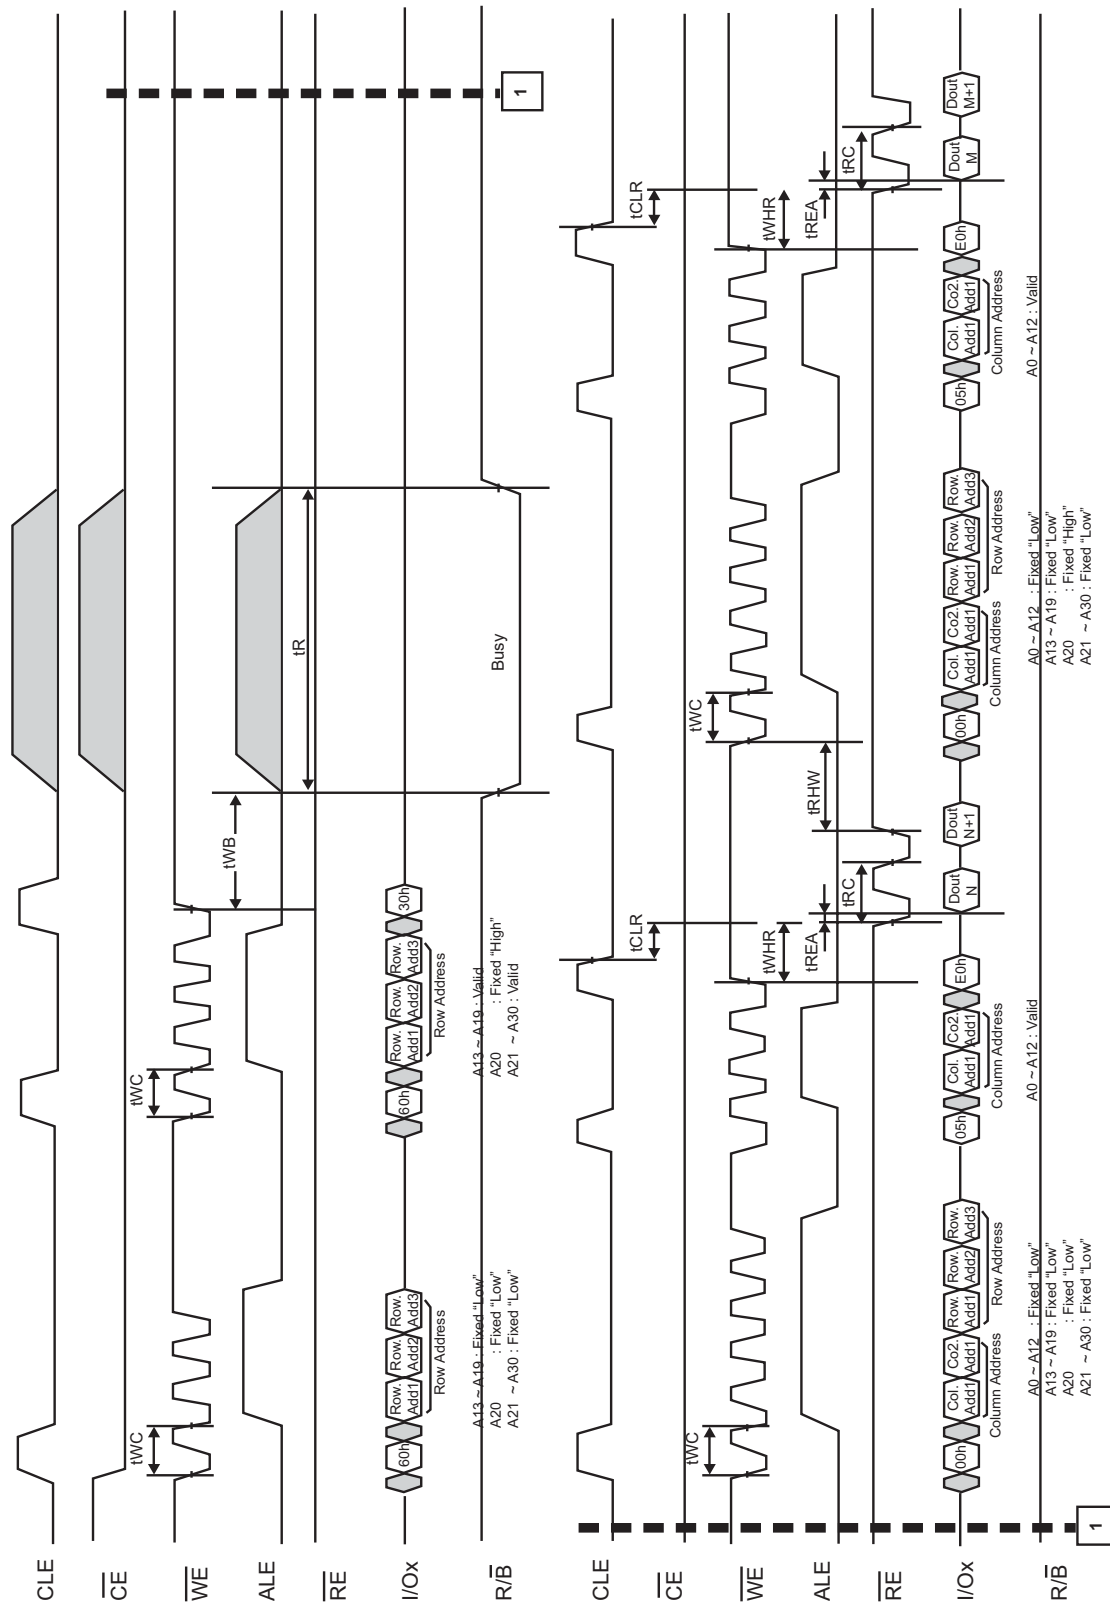 CLE
CE
WE
ALE
RE
I/Ox
R/B
tWC
tWC
tWB
tR
Busy
60h
Row. Add1
Row. Add2
Row. Add3
Row Address
A13 ~ A19 : Fixed “Low”
A20 : Fixed “Low”
A21 ~ A30 : Fixed “Low”
60h
Row. Add1
Row. Add2
Row. Add3
30h
Row Address
A13 ~ A19 : Valid
A20 : Fixed “High”
A21 ~ A30 : Valid
1
CLE
CE
WE
ALE
RE
I/Ox
R/B
1
tWC
tCLR
tWHR
tREA
tRC
tRHW
tWC
tCLR
tWHR
tREA
tRC
00h
Col. Add1
Co2. Add1
Row. Add1
Row. Add2
Row. Add3
Column Address
Row Address
A0 ~ A12 : Fixed “Low”
A13 ~ A19 : Fixed “Low”
A20 : Fixed “Low”
A21 ~ A30 : Fixed “Low”
05h
Col. Add1
Co2. Add1
E0h
Column Address
A0 ~ A12 : Valid
Dout N
Dout N+1
00h
Col. Add1
Co2. Add1
Row. Add1
Row. Add2
Row. Add3
Column Address
Row Address
A0 ~ A12 : Fixed “Low”
A13 ~ A19 : Fixed “Low”
A20 : Fixed “High”
A21 ~ A30 : Fixed “Low”
05h
Col. Add1
Co2. Add1
E0h
Column Address
A0 ~ A12 : Valid
Dout M
Dout M+1